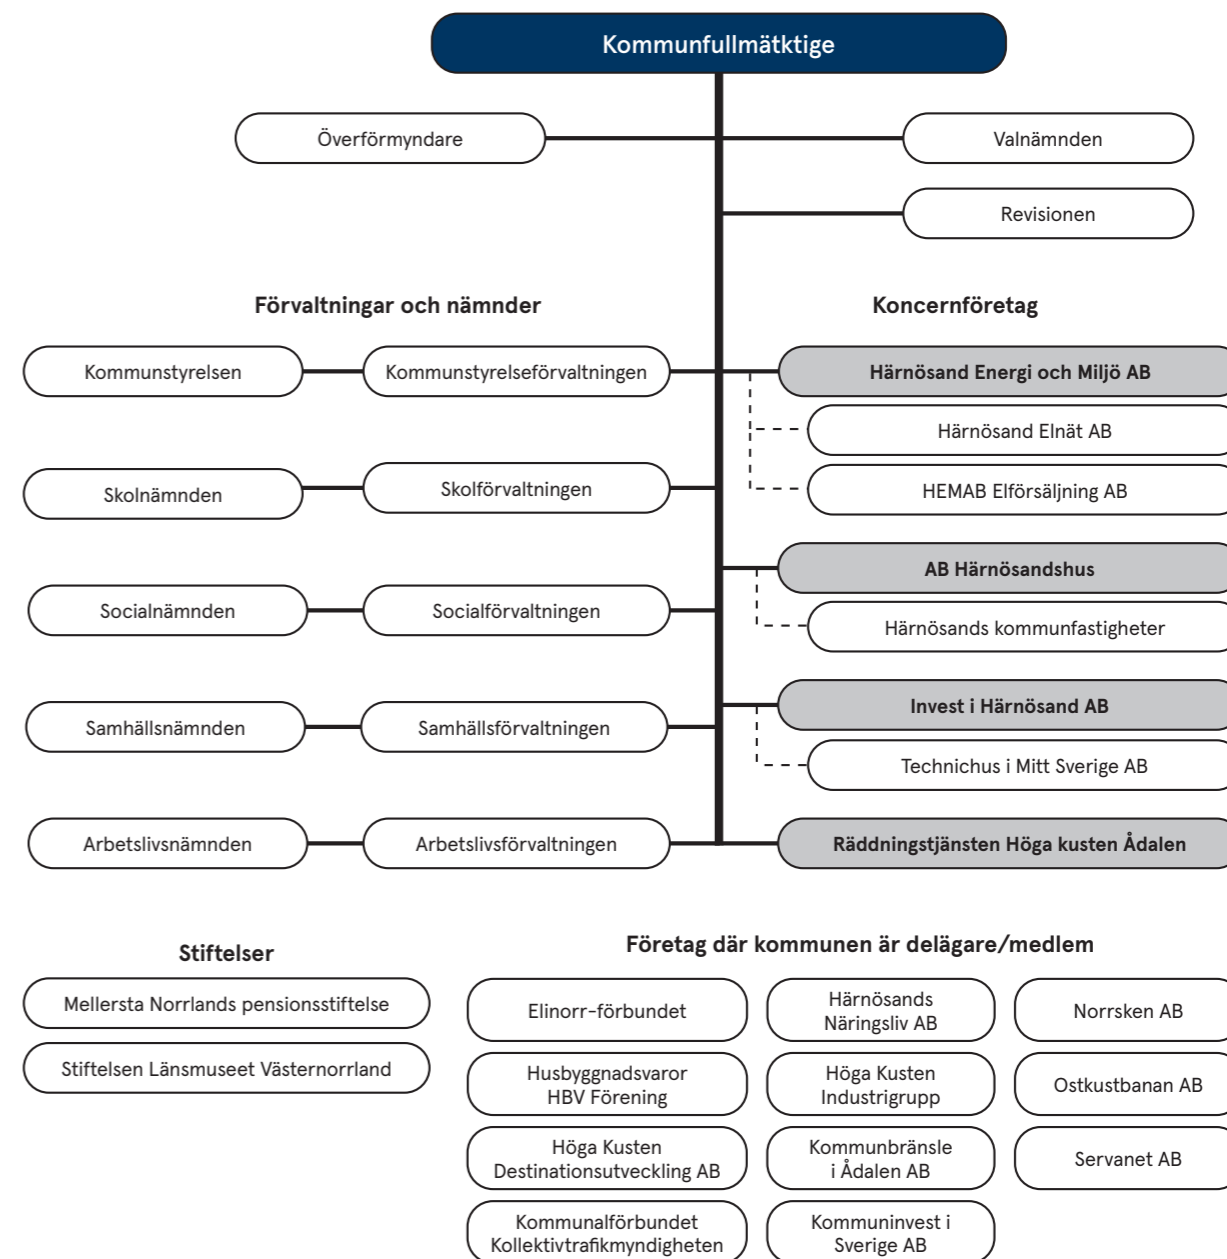 Kommunfullmätktige
Överförmyndare
Valnämnden
Revisionen
Förvaltningar och nämnder
Koncernföretag
Kommunstyrelsen
Kommunstyrelseförvaltningen
Härnösand Energi och Miljö AB
Härnösand Elnät AB
Skolnämnden
Skolförvaltningen
HEMAB Elförsäljning AB
AB Härnösandshus
Socialnämnden
Socialförvaltningen
Härnösands kommunfastigheter
Invest i Härnösand AB
Samhällsnämnden
Samhällsförvaltningen
Technichus i Mitt Sverige AB
Arbetslivsnämnden
Arbetslivsförvaltningen
Räddningstjänsten Höga kusten Ådalen
Stiftelser
Mellersta Norrlands pensionsstiftelse
Stiftelsen Länsmuseet Västernorrland
Företag där kommunen är delägare/medlem
Elinorr-förbundet
Härnösands
Näringsliv AB
Norrsken AB
Husbyggnadsvaror
HBV Förening
Höga Kusten
Industrigrupp
Ostkustbanan AB
Höga Kusten
Destinationsutveckling AB
Kommunbränsle
i Ådalen AB
Servanet AB
Kommunalförbundet
Kollektivtrafikmyndigheten
Kommuninvest i
Sverige AB